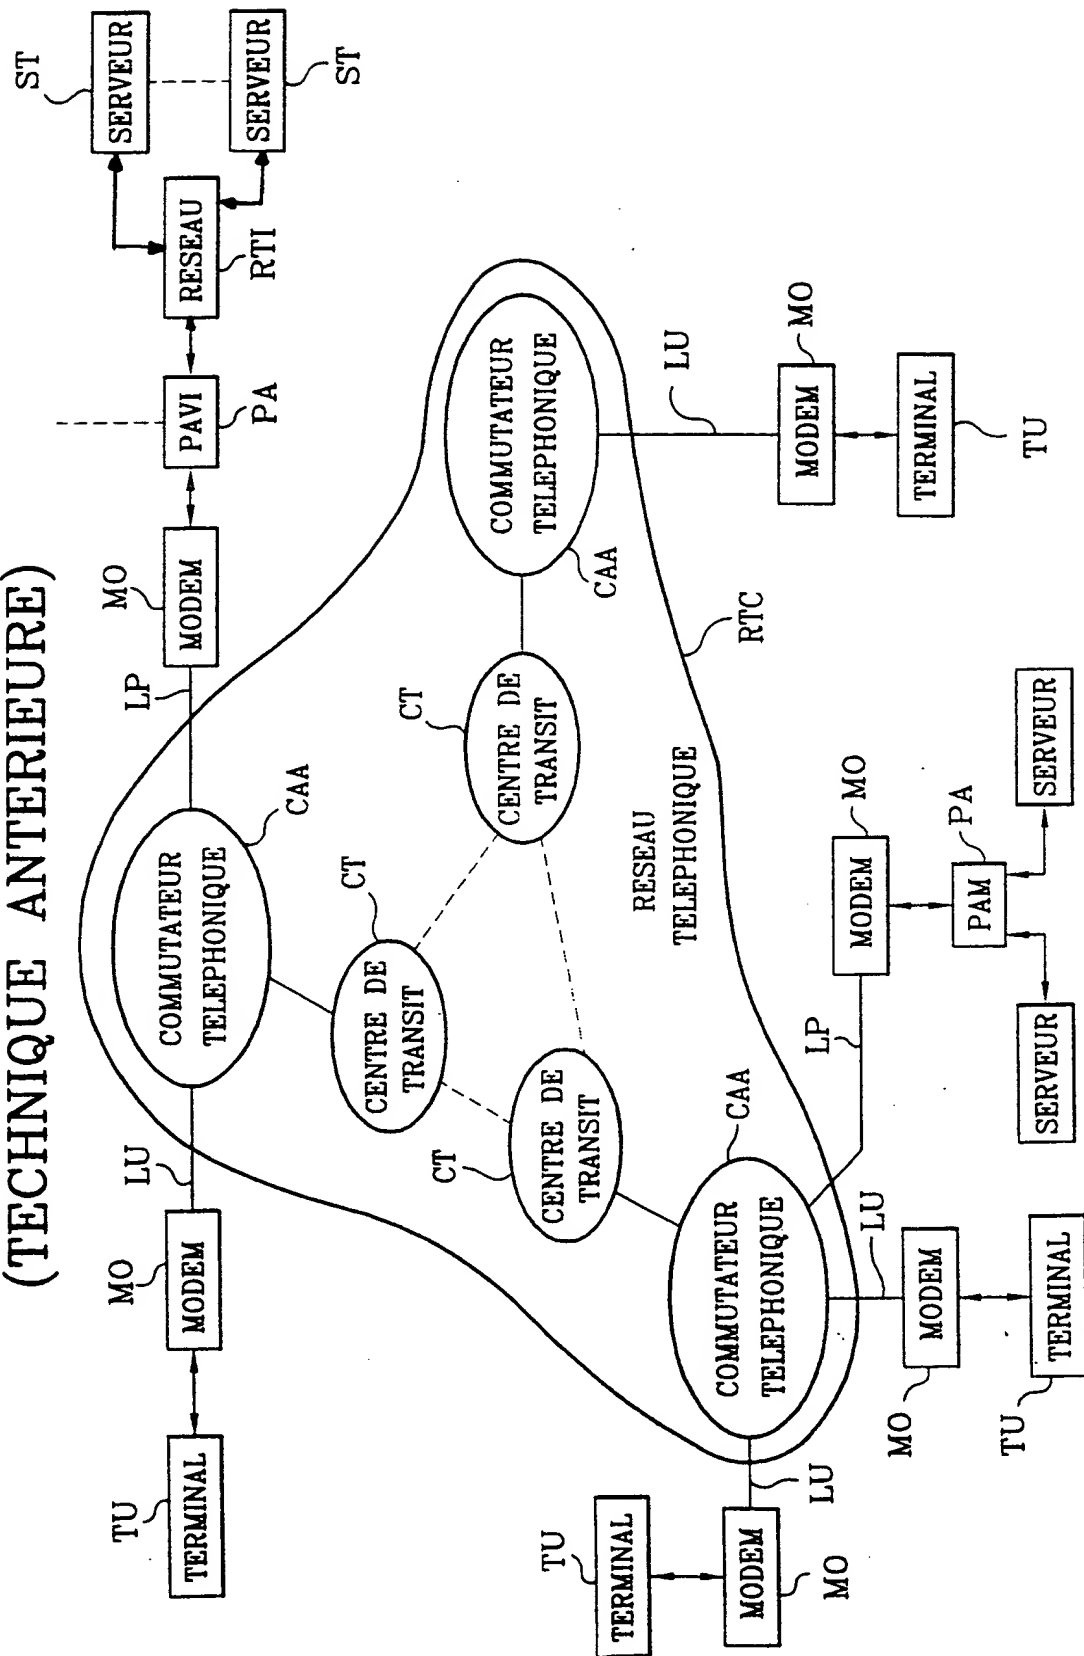 (TECHNIQUE ANTERIEURE)
TU
TERMINAL
MO
MODEM
LU
COMMUTATEUR
TELEPHONIQUE
CAA
LP
MO
MODEM
PAVI
PA
RESEAU
RTI
ST
SERVEUR
SERVEUR
ST
CT
CENTRE DE
TRANSIT
CT
CENTRE DE
TRANSIT
CT
CENTRE DE
TRANSIT
COMMUTATEUR
TELEPHONIQUE
CAA
RESEAU
TELEPHONIQUE
RTC
LU
MO
MODEM
TERMINAL
TU
COMMUTATEUR
TELEPHONIQUE
CAA
TU
TERMINAL
MODEM
MO
LU
LU
MO
MODEM
TU
TERMINAL
LP
MO
MODEM
PA
PAM
SERVEUR
SERVEUR